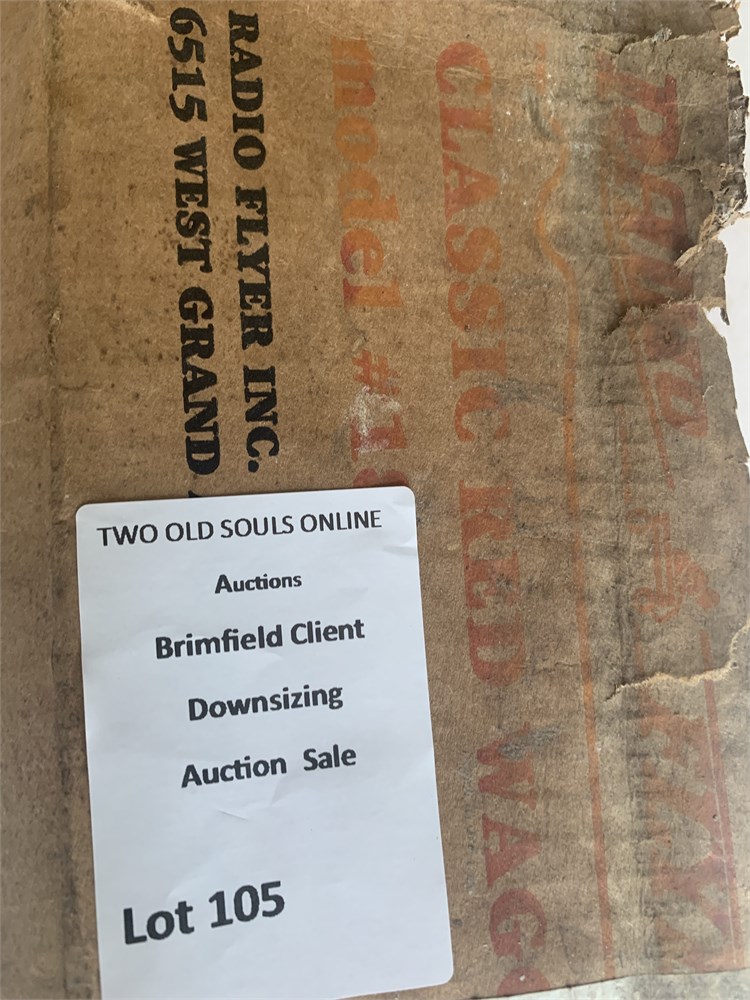 RADIO
CLASSIC RED WAG
model #1
RADIO FLYER INC.
6515 WEST GRAND
TWO OLD SOULS ONLINE
Auctions
Brimfield Client
Downsizing
Auction Sale
Lot 105